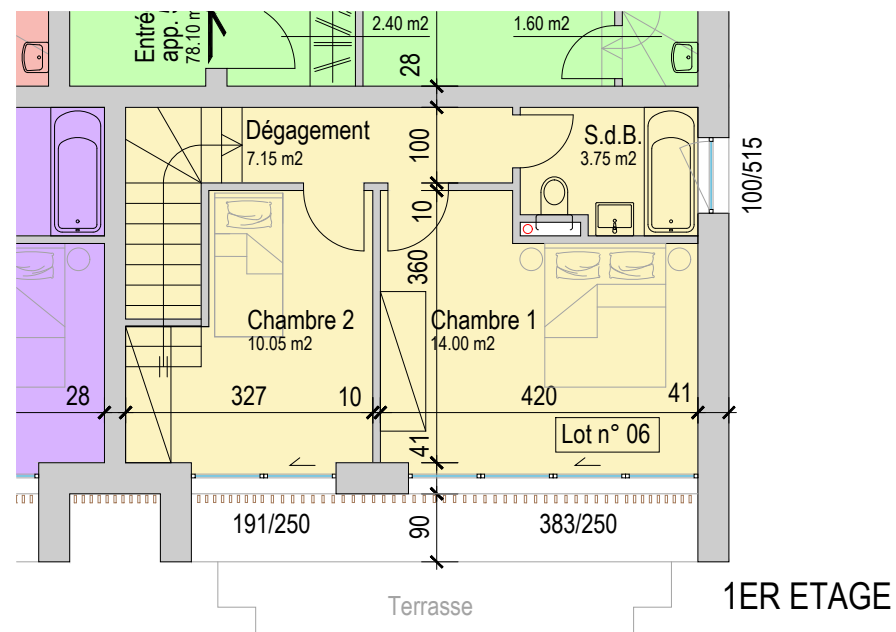 Entré
app.
78.10 m
2.40 m2
1.60 m2
28
Dégagement
7.15 m2
100
S.d.B.
3.75 m2
100/515
10
360
Chambre 2
10.05 m2
Chambre 1
14.00 m2
28
327
10
420
41
Lot n° 06
41
191/250
90
383/250
Terrasse
1ER ETAGE